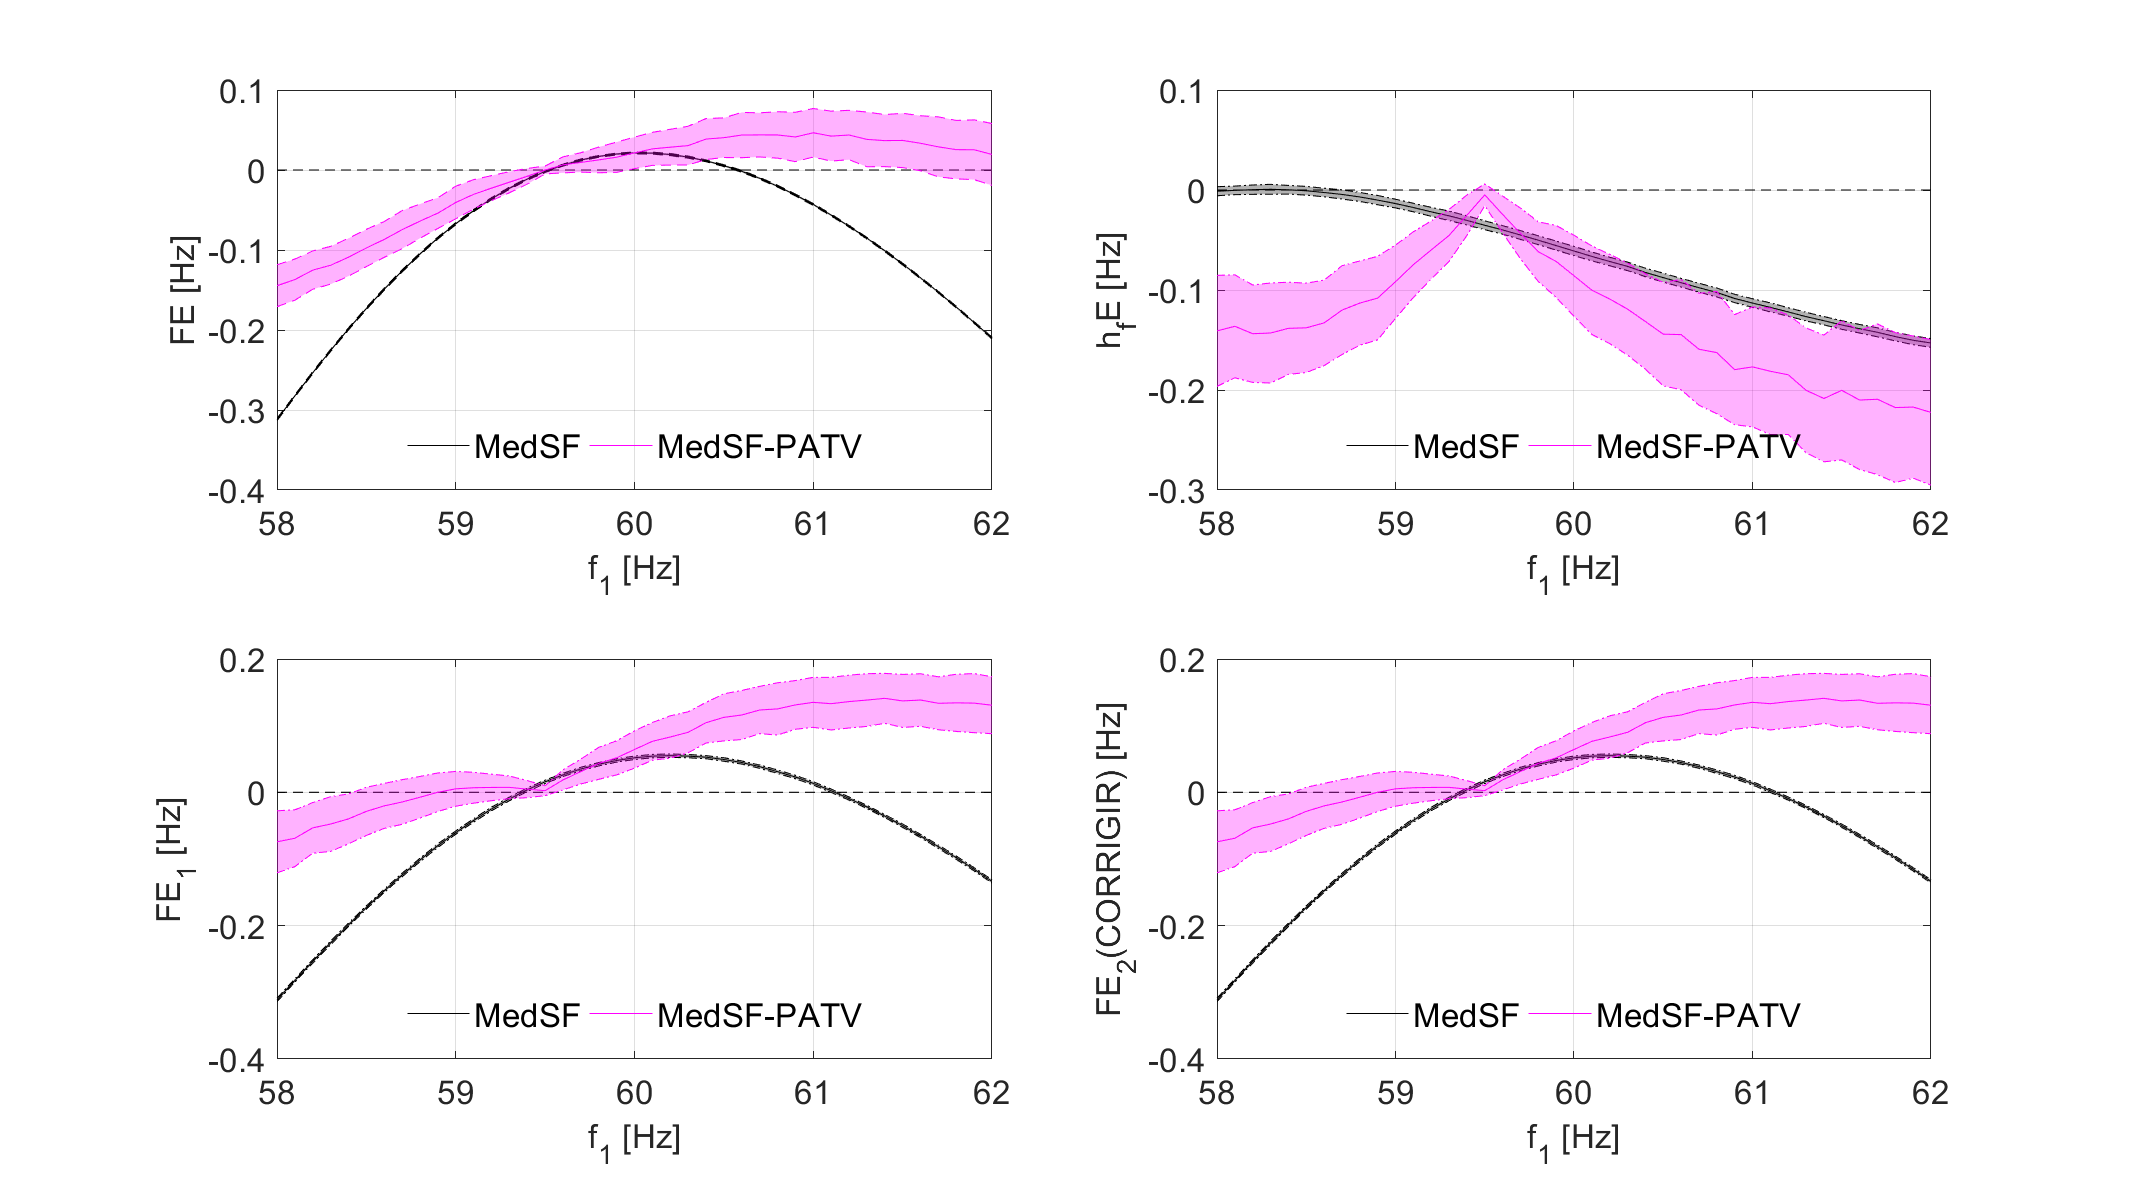 0.1
0
-0.1
-0.2
-0.3
-0.4
FE [Hz]
MedSF MedSF-PATV
58 59 60 61 62
f1 [Hz]
0.1
0
-0.1
-0.2
-0.3
hfE [Hz]
MedSF MedSF-PATV
58 59 60 61 62
f1 [Hz]
0.2
0
-0.2
-0.4
FE1 [Hz]
MedSF MedSF-PATV
58 59 60 61 62
f1 [Hz]
0.2
0
-0.2
-0.4
FE2(CORRIGIR) [Hz]
MedSF MedSF-PATV
58 59 60 61 62
f1 [Hz]